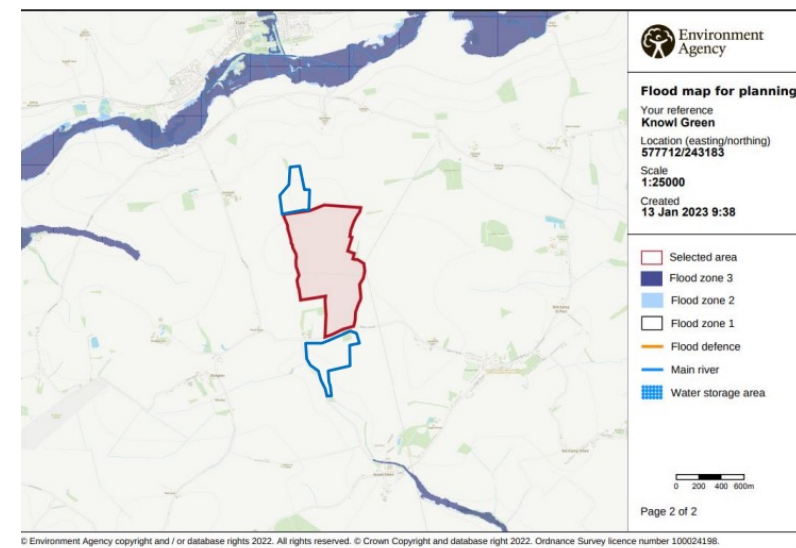 Environment
Agency
Flood map for planning
Your reference
Knowl Green
Location (easting/northing)
577712/243183
Scale
1:25000
Created
13 Jan 2023 9:38
Selected area
Flood zone 3
Flood zone 2
Flood zone 1
Flood defence
Main river
Water storage area
0 200 400 600m
Page 2 of 2
© Environment Agency copyright and / or database rights 2022. All rights reserved. © Crown Copyright and database right 2022. Ordnance Survey licence number 100024198.